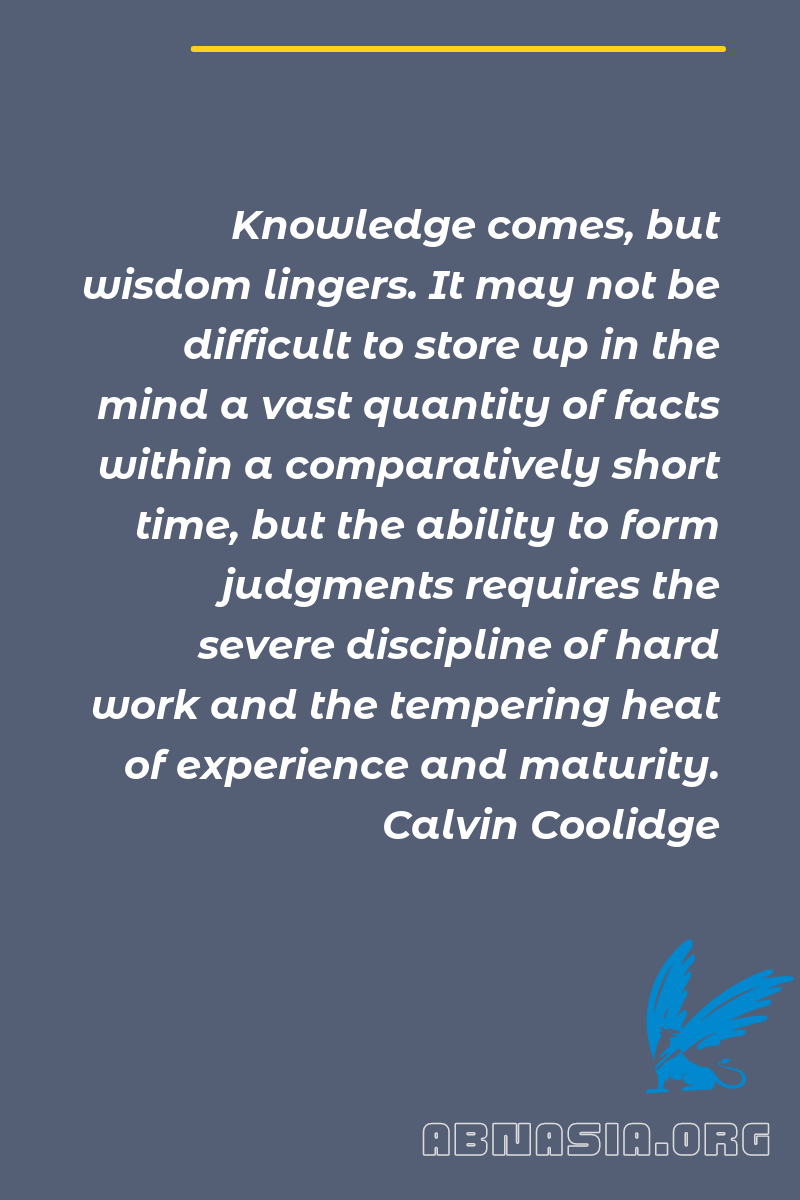 Knowledge comes, but
wisdom lingers. It may not be
difficult to store up in the
mind a vast quantity of facts
within a comparatively short
time, but the ability to form
judgments requires the
severe discipline of hard
work and the tempering heat
of experience and maturity.
Calvin Coolidge
ABNASIA.ORG